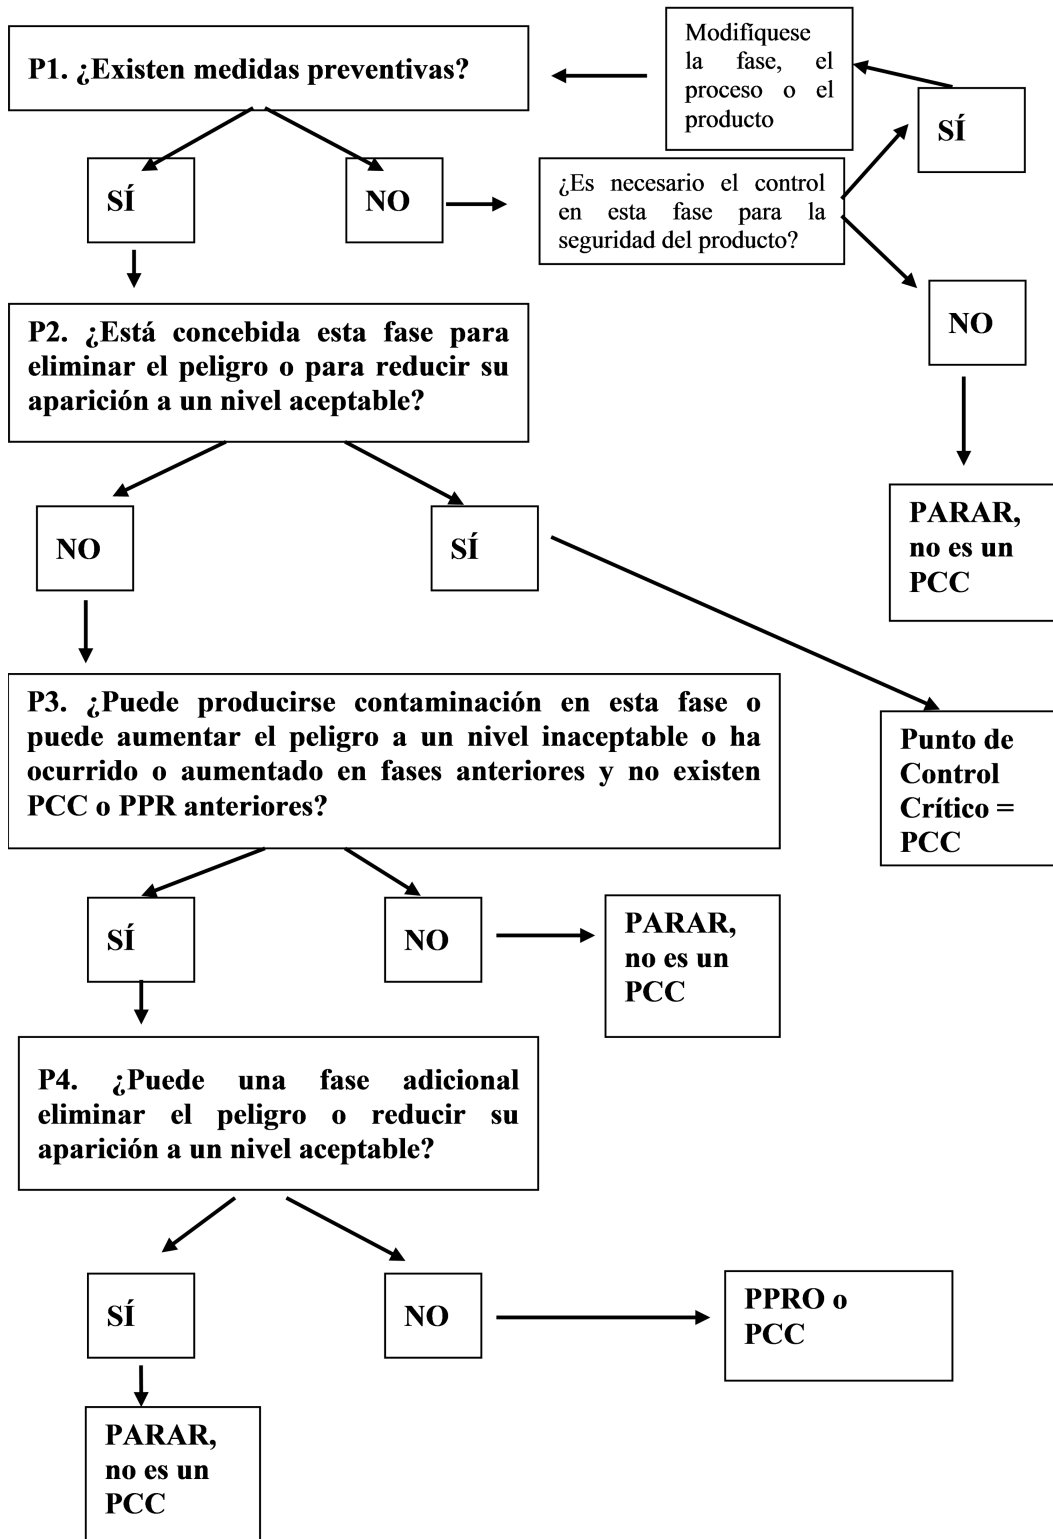 P1. ¿Existen medidas preventivas?
Modifíquese
la fase, el
proceso o el
producto
SÍ
SÍ
NO
¿Es necesario el control
en esta fase para la
seguridad del producto?
NO
P2. ¿Está concebida esta fase para
eliminar el peligro o para reducir su
aparición a un nivel aceptable?
NO
SÍ
PARAR,
no es un
PCC
P3. ¿Puede producirse contaminación en esta fase o
puede aumentar el peligro a un nivel inaceptable o ha
ocurrido o aumentado en fases anteriores y no existen
PCC o PPR anteriores?
Punto de
Control
Crítico =
PCC
SÍ
NO
PARAR,
no es un
PCC
P4. ¿Puede una fase adicional
eliminar el peligro o reducir su
aparición a un nivel aceptable?
SÍ
NO
PPRO o
PCC
PARAR,
no es un
PCC